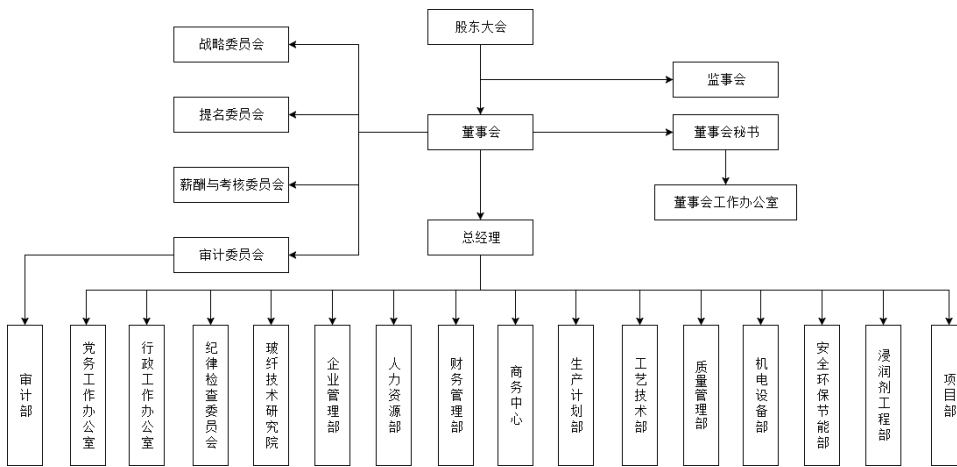 股东大会
战略委员会
监事会
提名委员会
董事会
董事会秘书
薪酬与考核委员会
董事会工作办公室
总经理
审计委员会
审计部
党务工作办公室
行政工作办公室
纪律检查委员会
玻纤技术研究院
企业管理部
人力资源部
财务管理部
商务中心
生产计划部
工艺技术部
质量管理部
机电设备部
安全环保节能部
浸润剂工程部
项目部